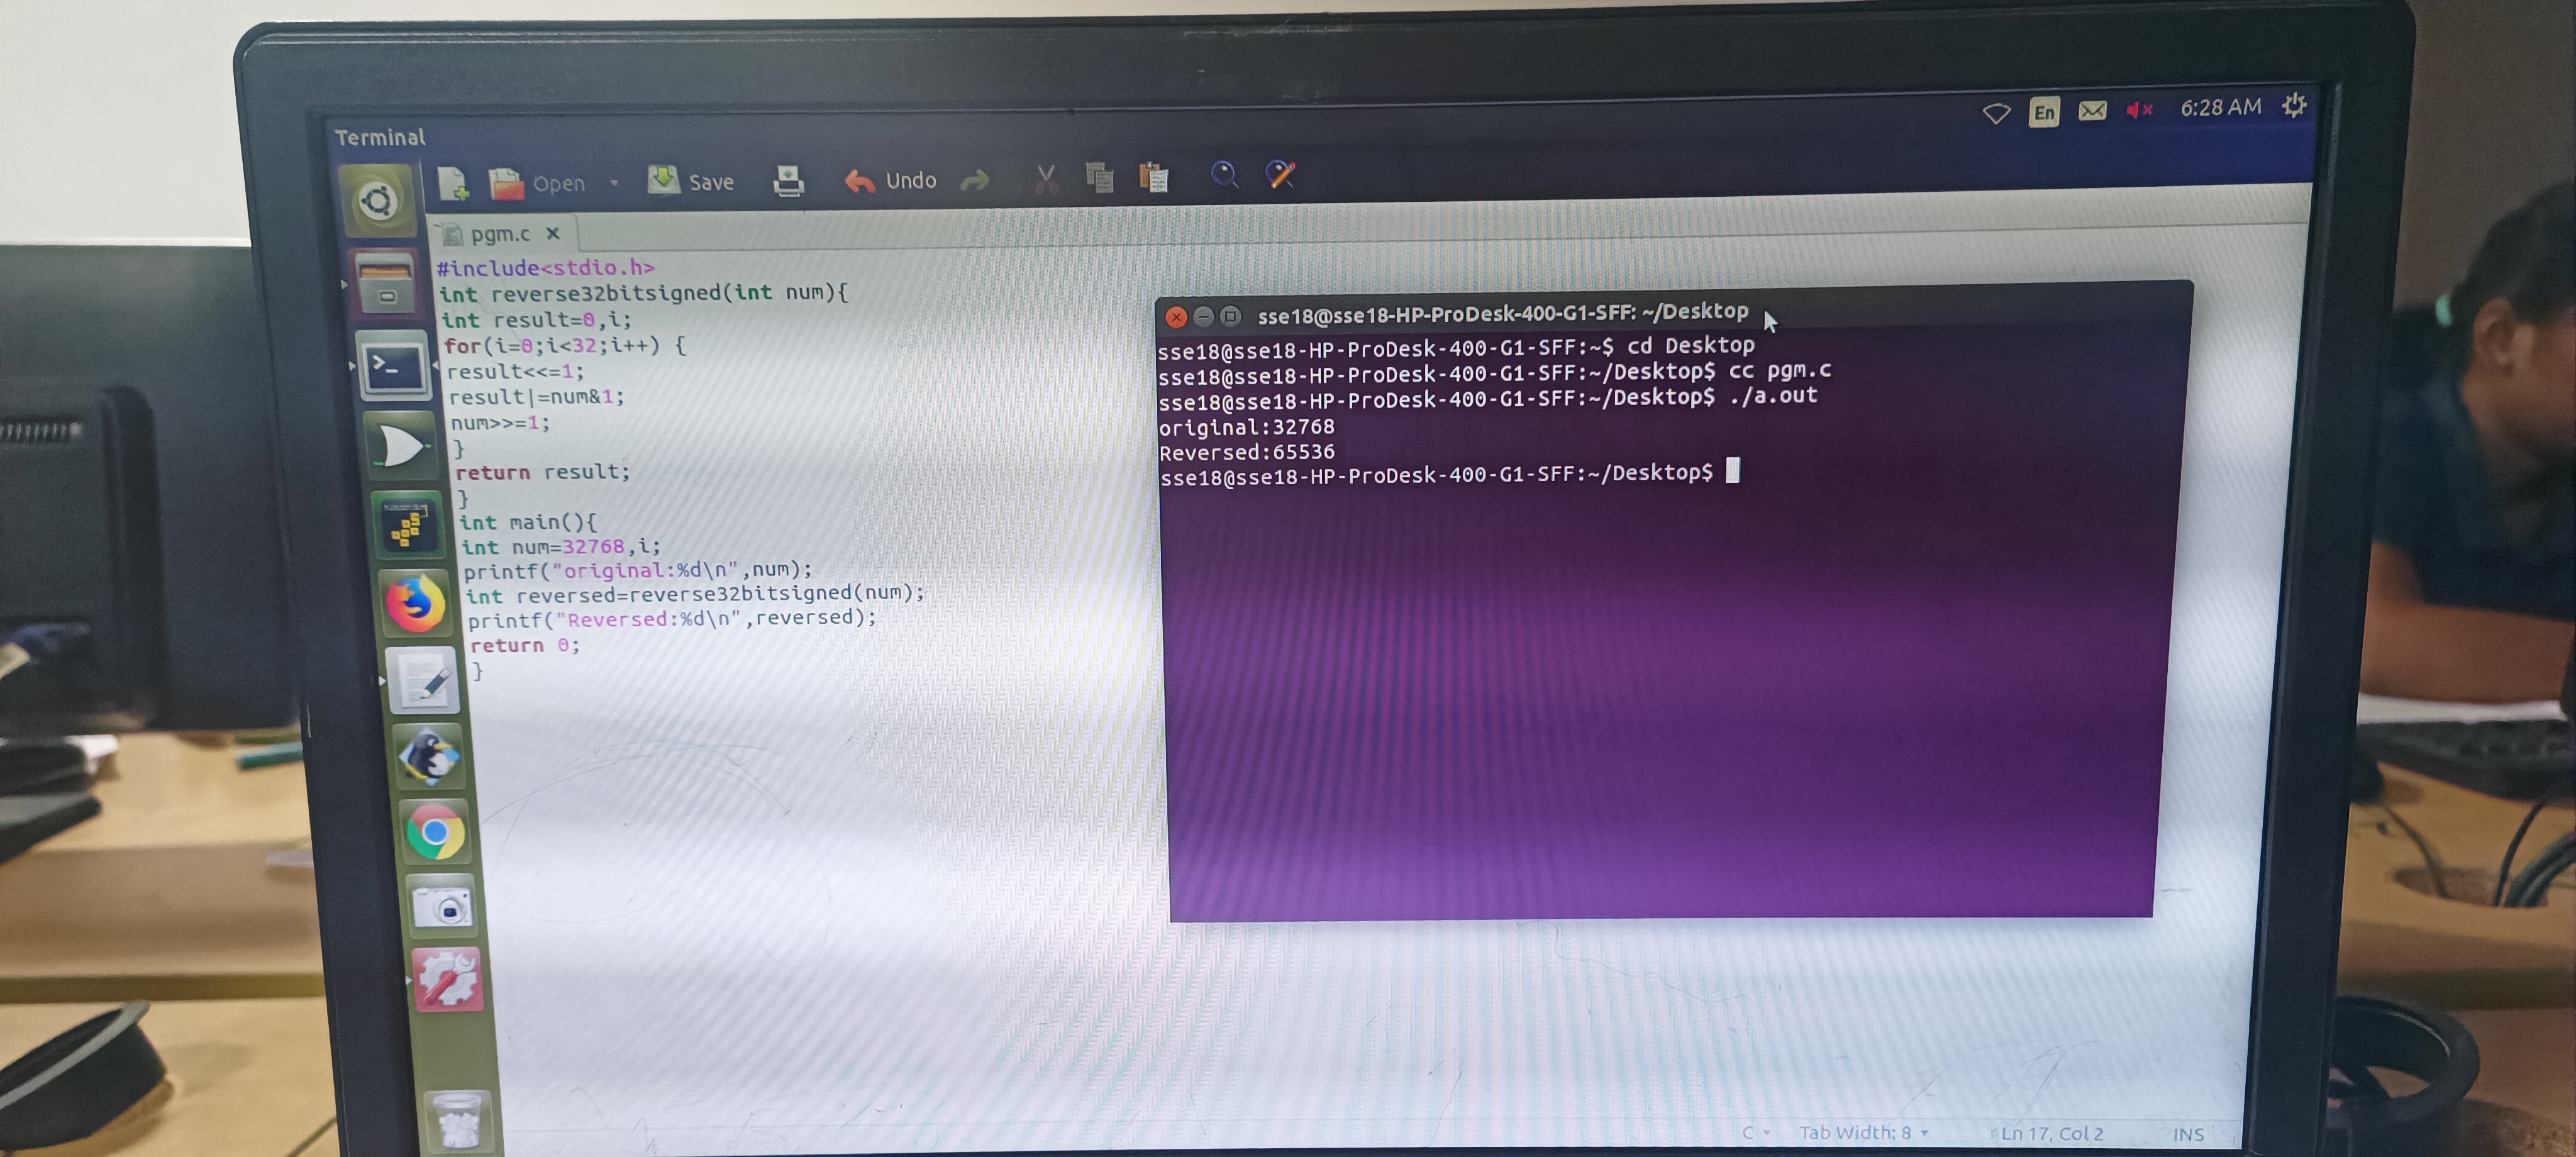 Terminal
En
6:28 AM
Open
Save
Undo
pgm.c
#include<stdio.h>
int reverse32bitsigned(int num){
int result=0,i;
for(i=0;i<32;i++) {
result<<=1;
result|=num&1;
num>>=1;
}
return result;
}
int main(){
int num=32768,i;
printf("original:%d\n",num);
int reversed=reverse32bitsigned(num);
printf("Reversed:%d\n",reversed);
return 0;
}
sse18@sse18-HP-ProDesk-400-G1-SFF: ~/Desktop
sse18@sse18-HP-ProDesk-400-G1-SFF:~$ cd Desktop
sse18@sse18-HP-ProDesk-400-G1-SFF:~/Desktop$ cc pgm.c
sse18@sse18-HP-ProDesk-400-G1-SFF:~/Desktop$ ./a.out
original:32768
Reversed:65536
sse18@sse18-HP-ProDesk-400-G1-SFF:~/Desktop$
C
Tab Width: 8
Ln 17, Col 2
INS